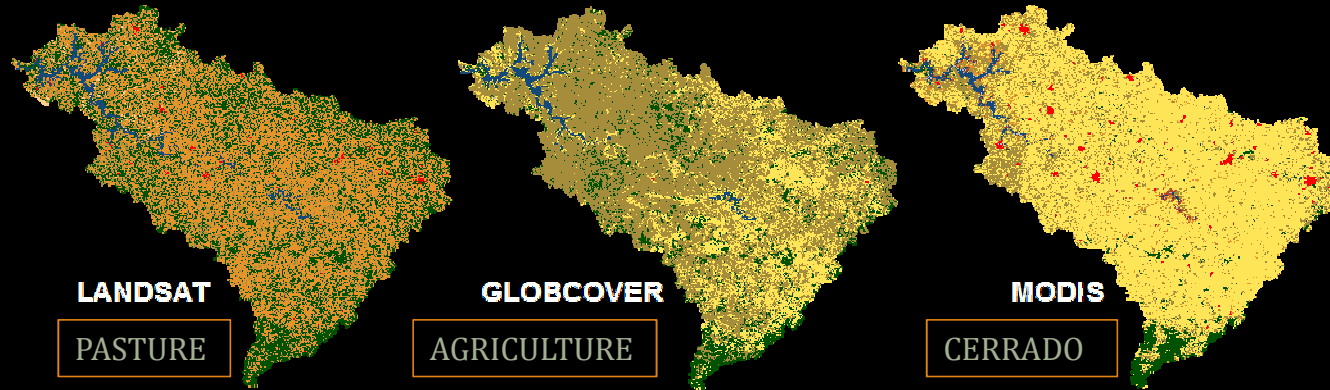 LANDSAT
PASTURE
GLOBCOVER
AGRICULTURE
MODIS
CERRADO